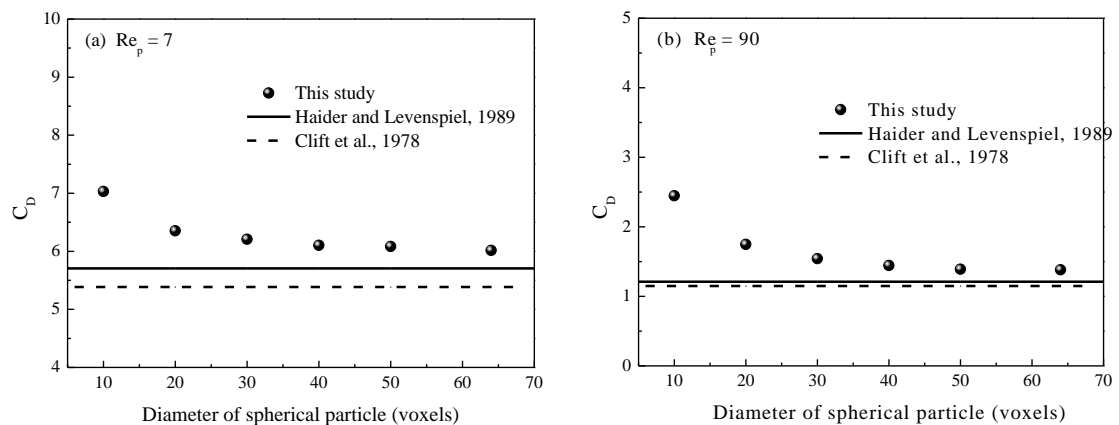 (a) Re_p = 7
This study
Haider and Levenspiel, 1989
Clift et al., 1978
C_D
10
9
8
7
6
5
4
10 20 30 40 50 60 70
Diameter of spherical particle (voxels)
(b) Re_p = 90
This study
Haider and Levenspiel, 1989
Clift et al., 1978
C_D
5
4
3
2
1
0
10 20 30 40 50 60 70
Diameter of spherical particle (voxels)